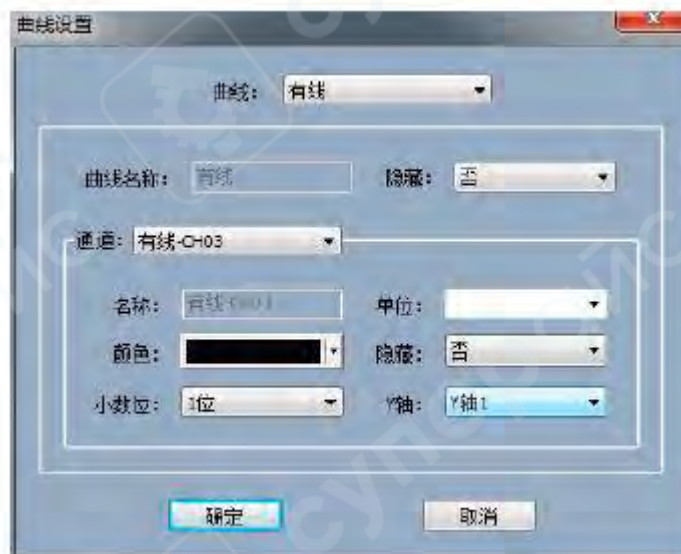 曲线设置
曲线： 有线
曲线名称： 有线 隐藏： 否
通道： 有线-CH03
名称： 单位：
颜色： 隐藏： 否
小数位： 1位 Y轴： Y轴1
确定 取消